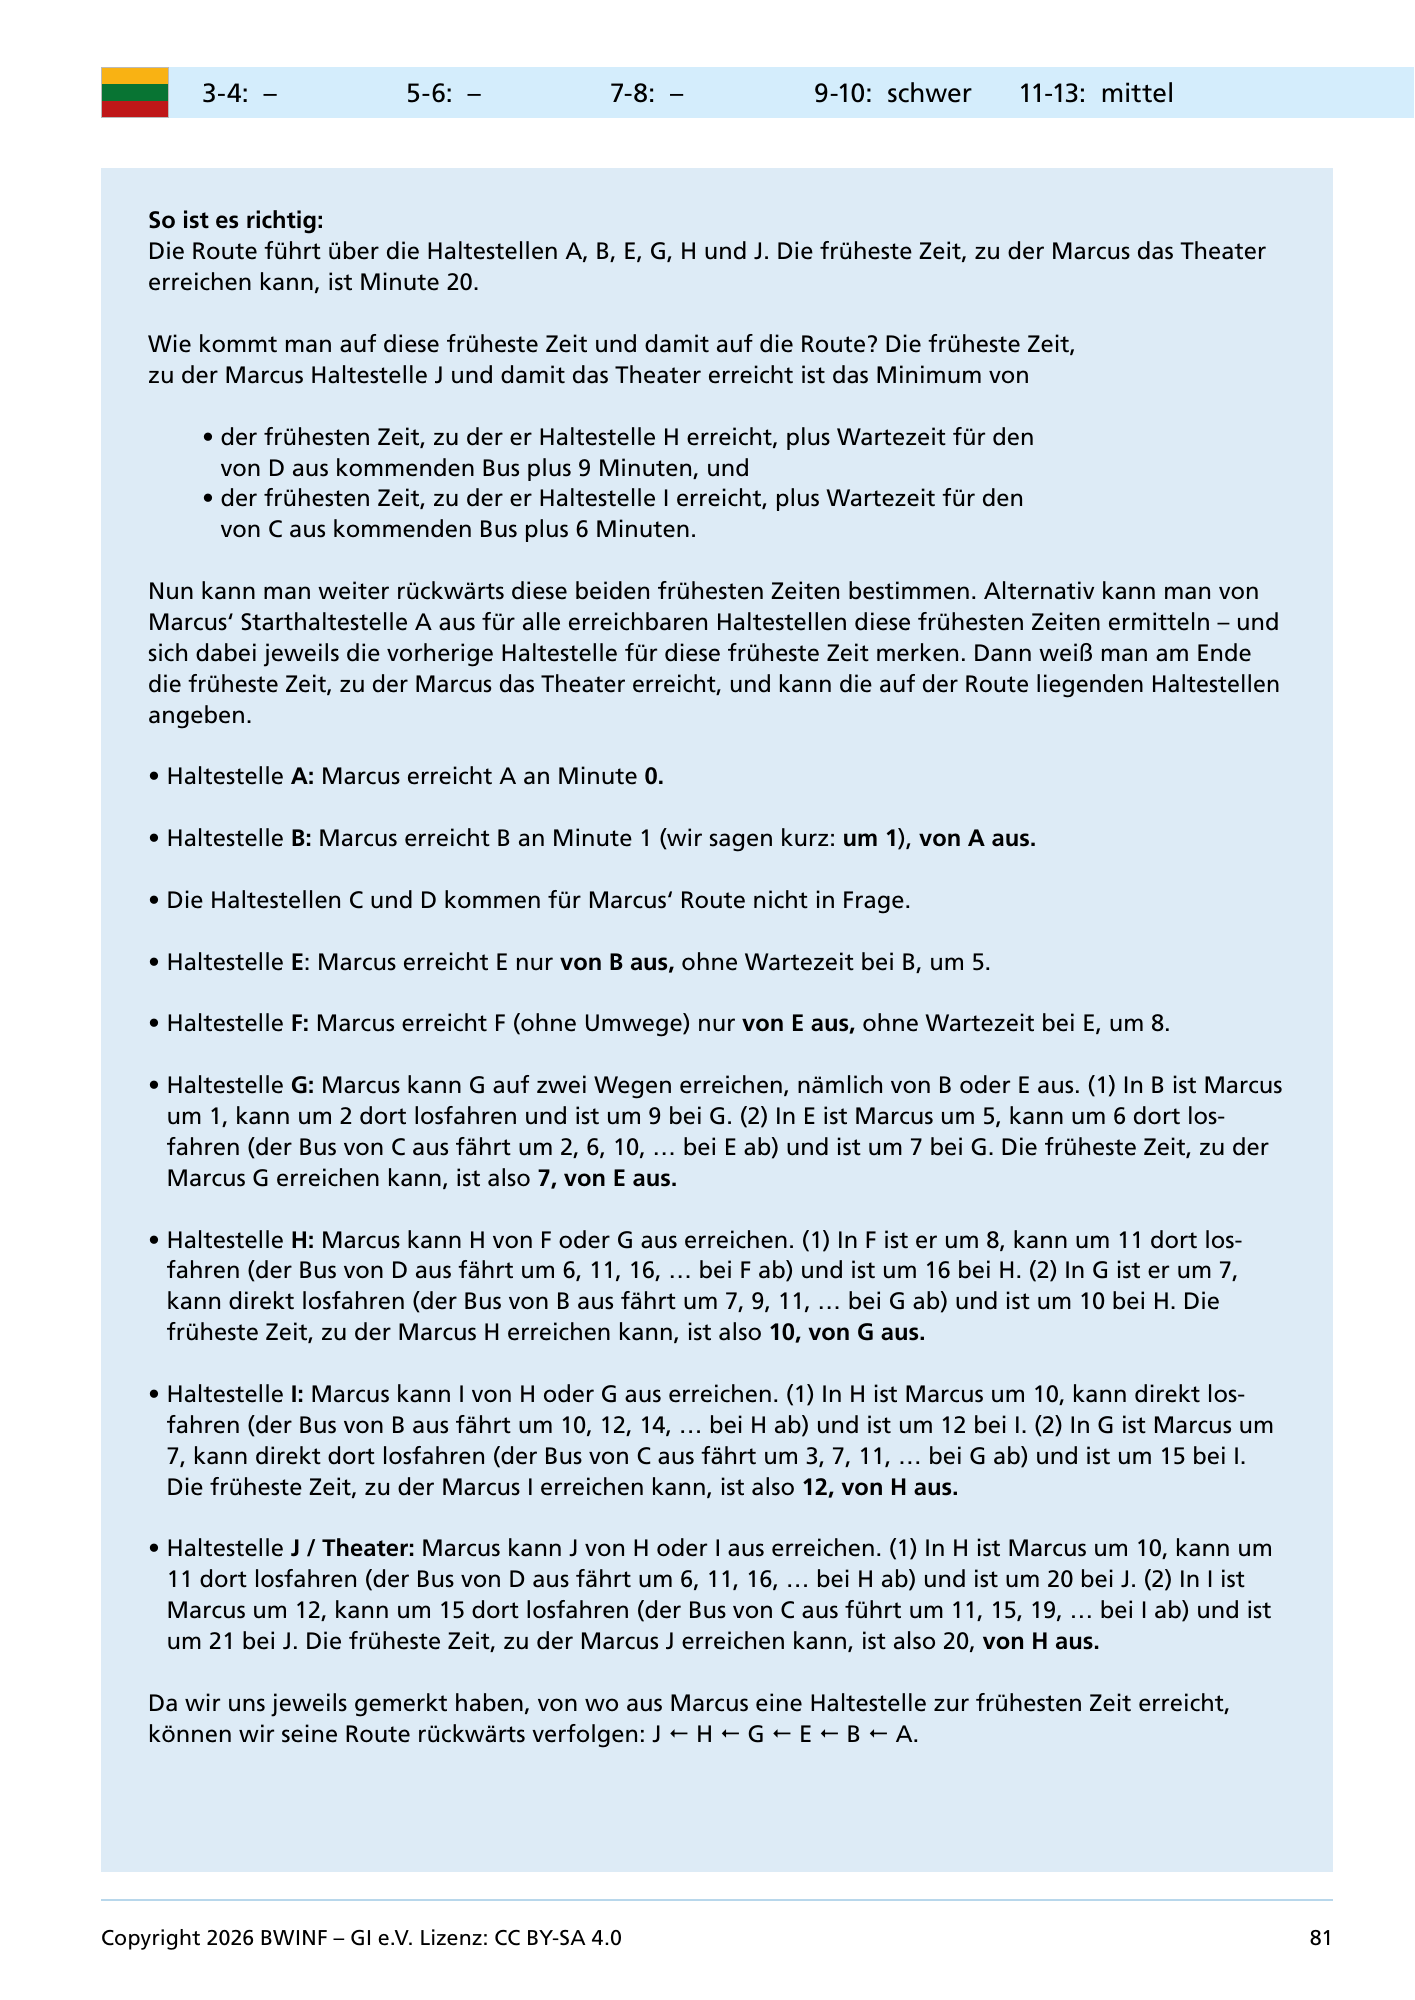 3-4: – 5-6: – 7-8: – 9-10: schwer 11-13: mittel
So ist es richtig:
Die Route führt über die Haltestellen A, B, E, G, H und J. Die früheste Zeit, zu der Marcus das Theater
erreichen kann, ist Minute 20.
Wie kommt man auf diese früheste Zeit und damit auf die Route? Die früheste Zeit,
zu der Marcus Haltestelle J und damit das Theater erreicht ist das Minimum von
• der frühesten Zeit, zu der er Haltestelle H erreicht, plus Wartezeit für den
von D aus kommenden Bus plus 9 Minuten, und
• der frühesten Zeit, zu der er Haltestelle I erreicht, plus Wartezeit für den
von C aus kommenden Bus plus 6 Minuten.
Nun kann man weiter rückwärts diese beiden frühesten Zeiten bestimmen. Alternativ kann man von
Marcus‘ Starthaltestelle A aus für alle erreichbaren Haltestellen diese frühesten Zeiten ermitteln – und
sich dabei jeweils die vorherige Haltestelle für diese früheste Zeit merken. Dann weiß man am Ende
die früheste Zeit, zu der Marcus das Theater erreicht, und kann die auf der Route liegenden Haltestellen
angeben.
• Haltestelle A: Marcus erreicht A an Minute 0.
• Haltestelle B: Marcus erreicht B an Minute 1 (wir sagen kurz: um 1), von A aus.
• Die Haltestellen C und D kommen für Marcus‘ Route nicht in Frage.
• Haltestelle E: Marcus erreicht E nur von B aus, ohne Wartezeit bei B, um 5.
• Haltestelle F: Marcus erreicht F (ohne Umwege) nur von E aus, ohne Wartezeit bei E, um 8.
• Haltestelle G: Marcus kann G auf zwei Wegen erreichen, nämlich von B oder E aus. (1) In B ist Marcus
um 1, kann um 2 dort losfahren und ist um 9 bei G. (2) In E ist Marcus um 5, kann um 6 dort los-
fahren (der Bus von C aus fährt um 2, 6, 10, … bei E ab) und ist um 7 bei G. Die früheste Zeit, zu der
Marcus G erreichen kann, ist also 7, von E aus.
• Haltestelle H: Marcus kann H von F oder G aus erreichen. (1) In F ist er um 8, kann um 11 dort los-
fahren (der Bus von D aus fährt um 6, 11, 16, … bei F ab) und ist um 16 bei H. (2) In G ist er um 7,
kann direkt losfahren (der Bus von B aus fährt um 7, 9, 11, … bei G ab) und ist um 10 bei H. Die
früheste Zeit, zu der Marcus H erreichen kann, ist also 10, von G aus.
• Haltestelle I: Marcus kann I von H oder G aus erreichen. (1) In H ist Marcus um 10, kann direkt los-
fahren (der Bus von B aus fährt um 10, 12, 14, … bei H ab) und ist um 12 bei I. (2) In G ist Marcus um
7, kann direkt dort losfahren (der Bus von C aus fährt um 3, 7, 11, … bei G ab) und ist um 15 bei I.
Die früheste Zeit, zu der Marcus I erreichen kann, ist also 12, von H aus.
• Haltestelle J / Theater: Marcus kann J von H oder I aus erreichen. (1) In H ist Marcus um 10, kann um
11 dort losfahren (der Bus von D aus fährt um 6, 11, 16, … bei H ab) und ist um 20 bei J. (2) In I ist
Marcus um 12, kann um 15 dort losfahren (der Bus von C aus führt um 11, 15, 19, … bei I ab) und ist
um 21 bei J. Die früheste Zeit, zu der Marcus J erreichen kann, ist also 20, von H aus.
Da wir uns jeweils gemerkt haben, von wo aus Marcus eine Haltestelle zur frühesten Zeit erreicht,
können wir seine Route rückwärts verfolgen: J ← H ← G ← E ← B ← A.
Copyright 2026 BWINF – GI e.V. Lizenz: CC BY-SA 4.0 81